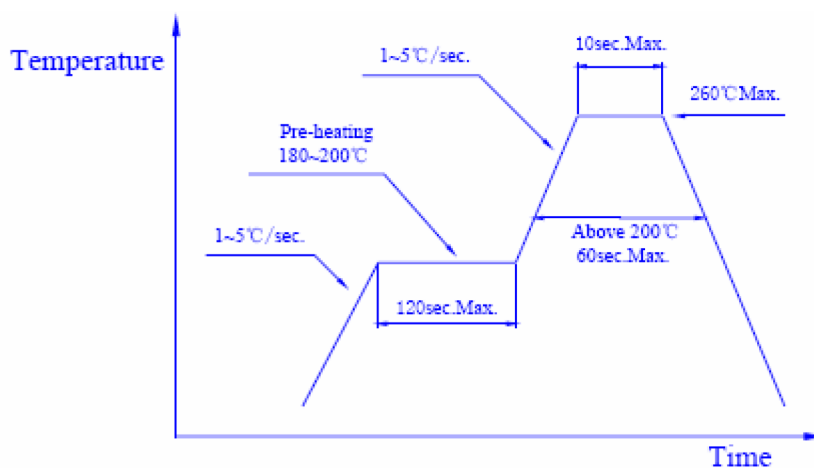 Temperature
1~5℃/sec.
10sec.Max.
260℃Max.
Pre-heating
180~200℃
1~5℃/sec.
Above 200℃
60sec.Max.
120sec.Max.
Time